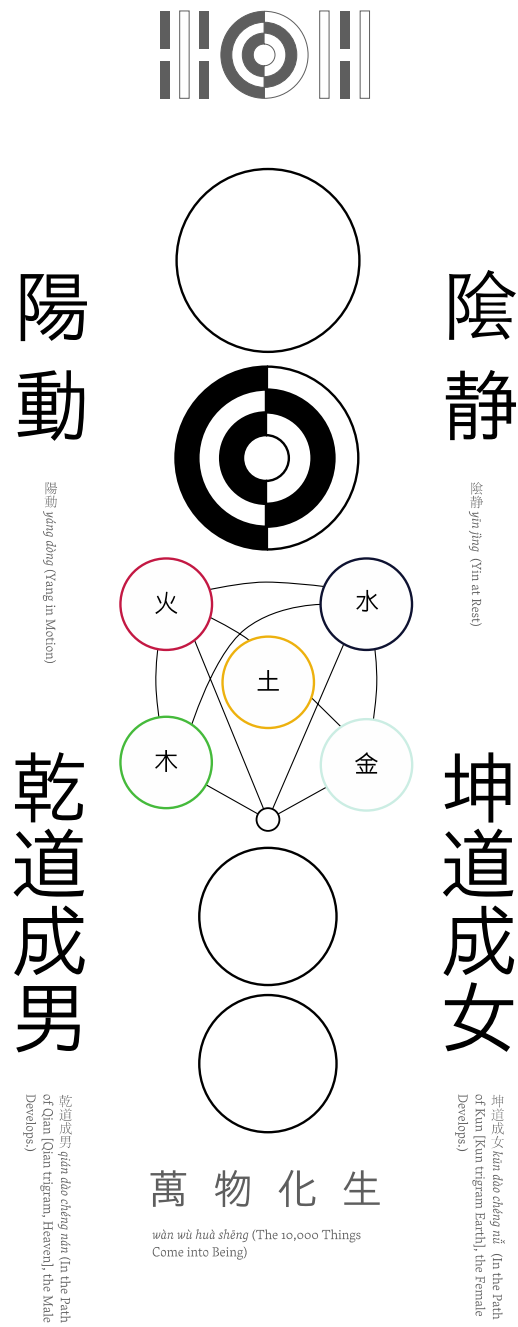 陽動
陰静
陽動 yáng dòng (Yang in Motion)
陰静 yīn jìng (Yin at Rest)
火
水
土
木
金
乾道成男
坤道成女
乾道成男 qián dào chéng nán (In the Path
of Qian [Qian trigram, Heaven], the Male
Develops.)
坤道成女 kūn dào chéng nǚ (In the Path
of Kun [Kun trigram Earth], the Female
Develops.)
萬物化生
wàn wù huà shēng (The 10,000 Things
Come into Being)